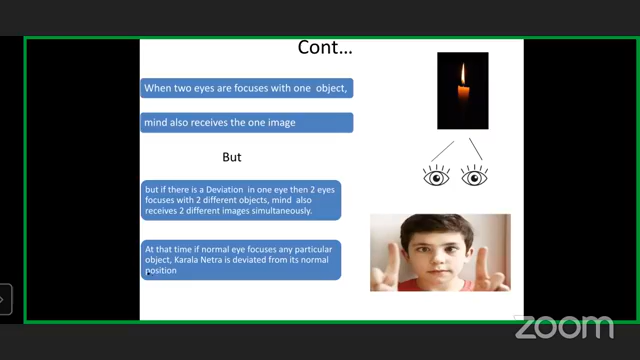 Cont...
When two eyes are focuses with one object,
mind also receives the one image
But
but if there is a Deviation in one eye then 2 eyes
focuses with 2 different objects, mind also
receives 2 different images simultaneously.
At that time if normal eye focuses any particular
object, Karala Netra is deviated from its normal
position
zoom